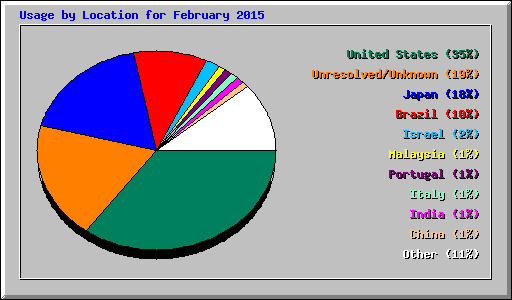 Usage by Location for February 2015
United States (35%)
Unresolved/Unknown (19%)
Japan (18%)
Brazil (10%)
Israel (2%)
Malaysia (1%)
Portugal (1%)
Italy (1%)
India (1%)
China (1%)
Other (11%)